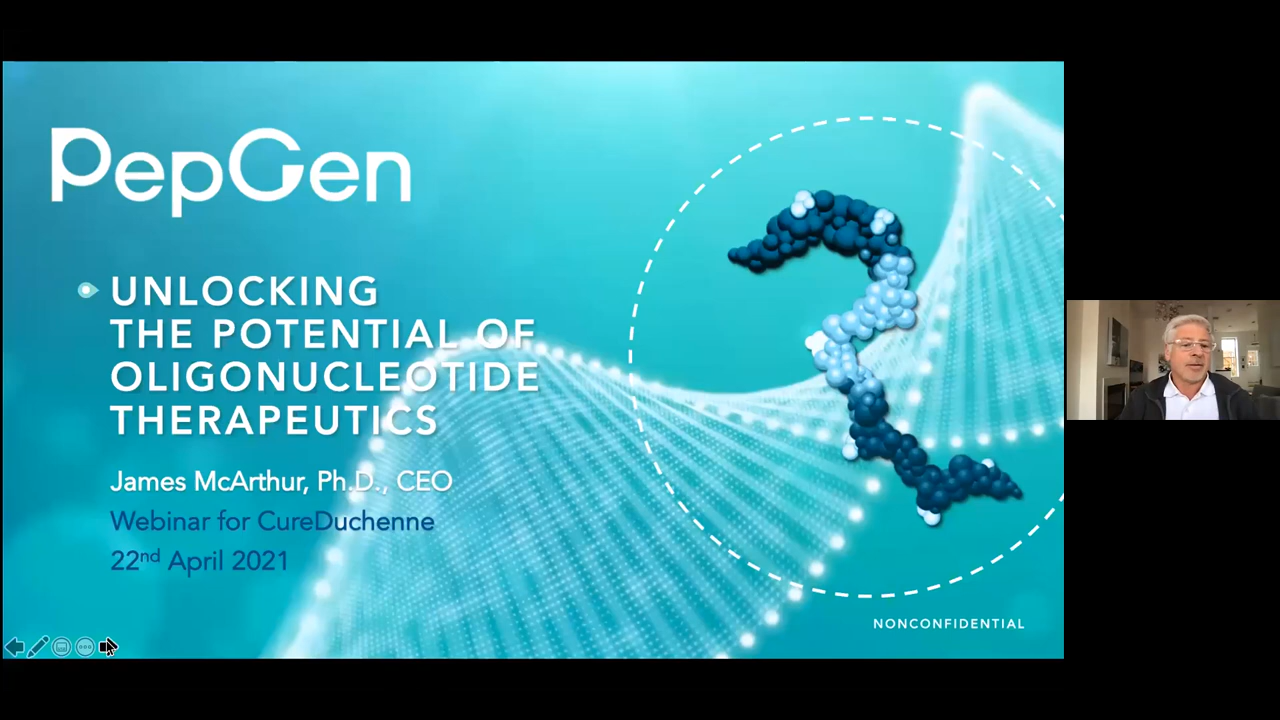 PepGen
UNLOCKING
THE POTENTIAL OF
OLIGONUCLEOTIDE
THERAPEUTICS
James McArthur, Ph.D., CEO
Webinar for CureDuchenne
22nd April 2021
NONCONFIDENTIAL